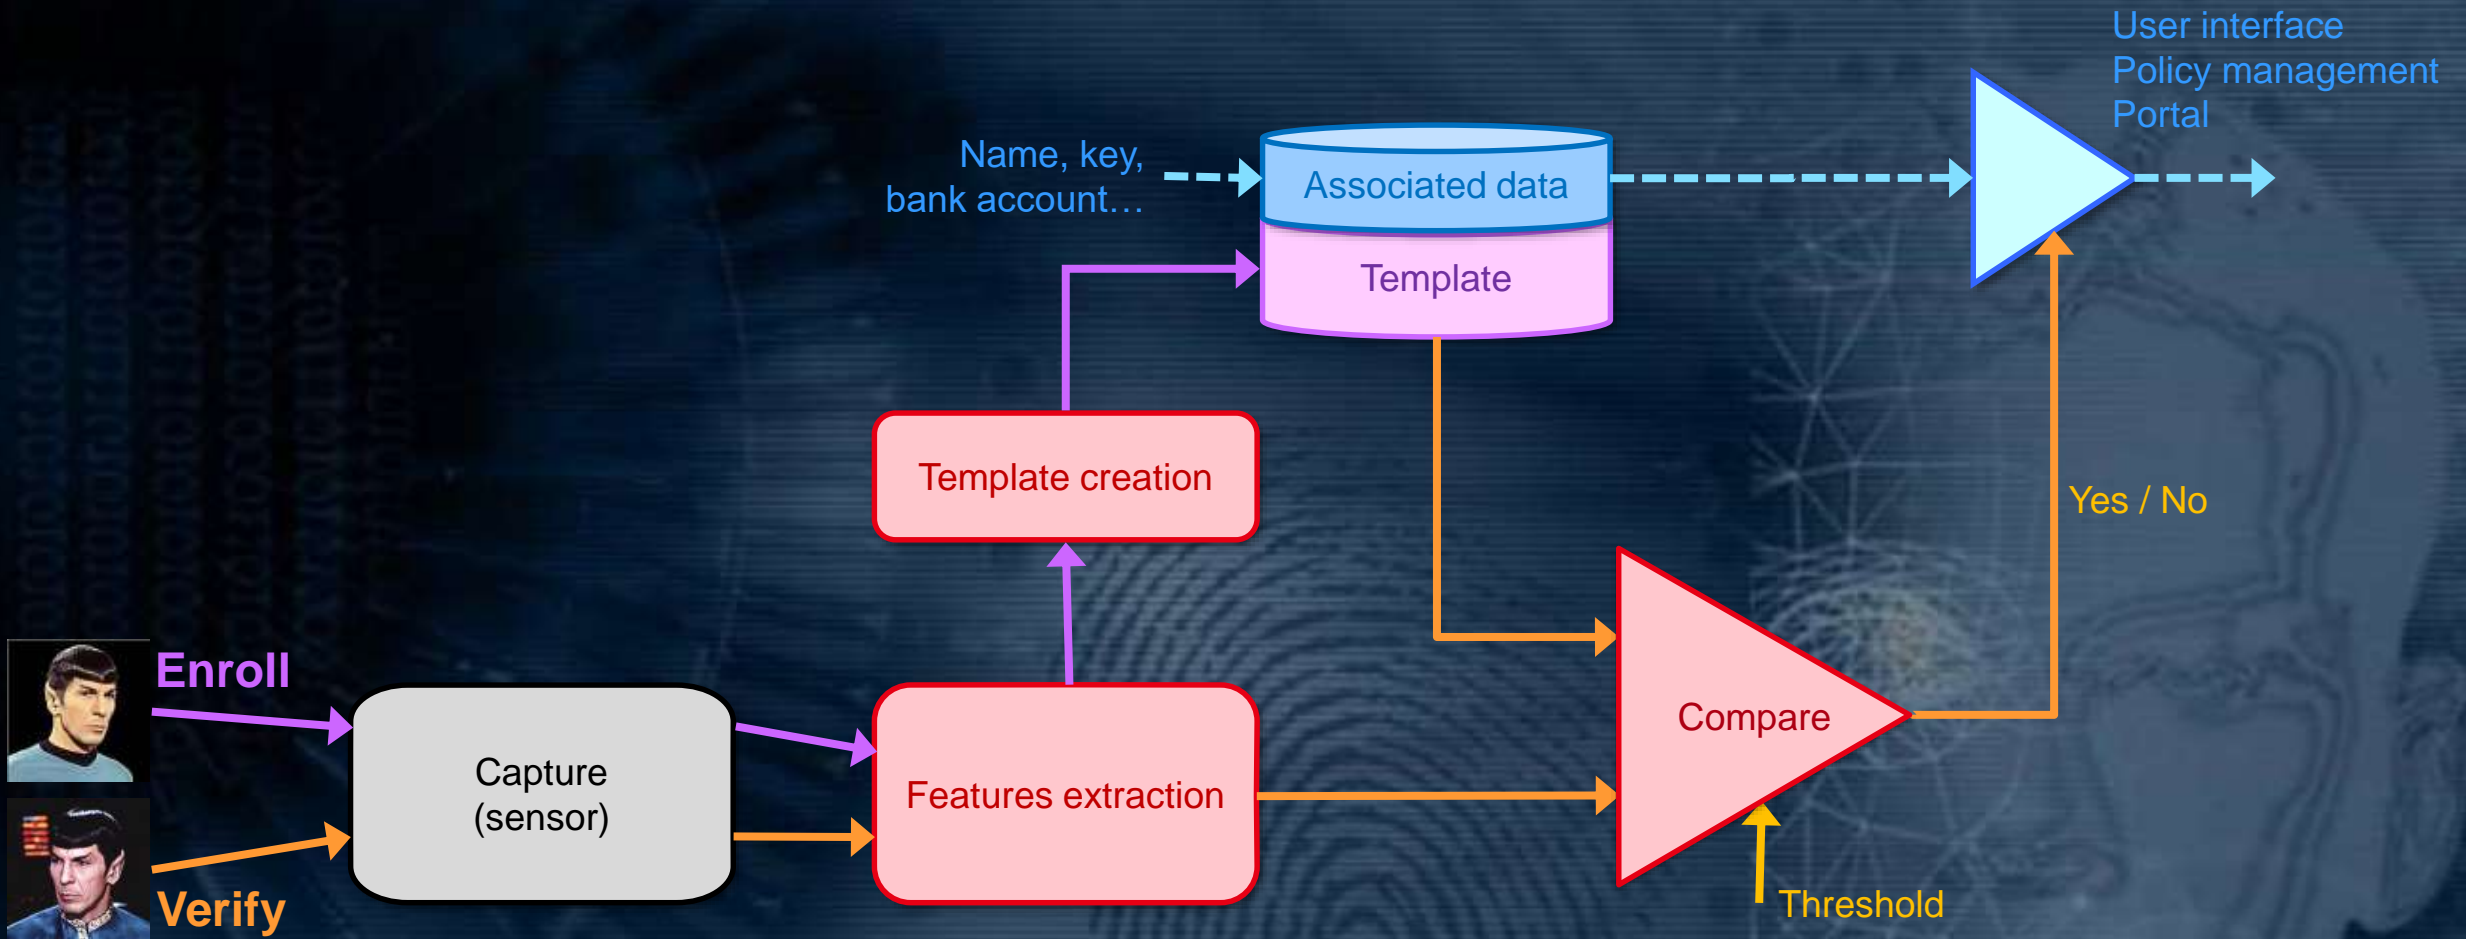 User interface
Policy management
Portal
Name, key,
bank account…
Associated data
Template
Template creation
Yes / No
Enroll
Capture
(sensor)
Features extraction
Compare
Verify
Threshold